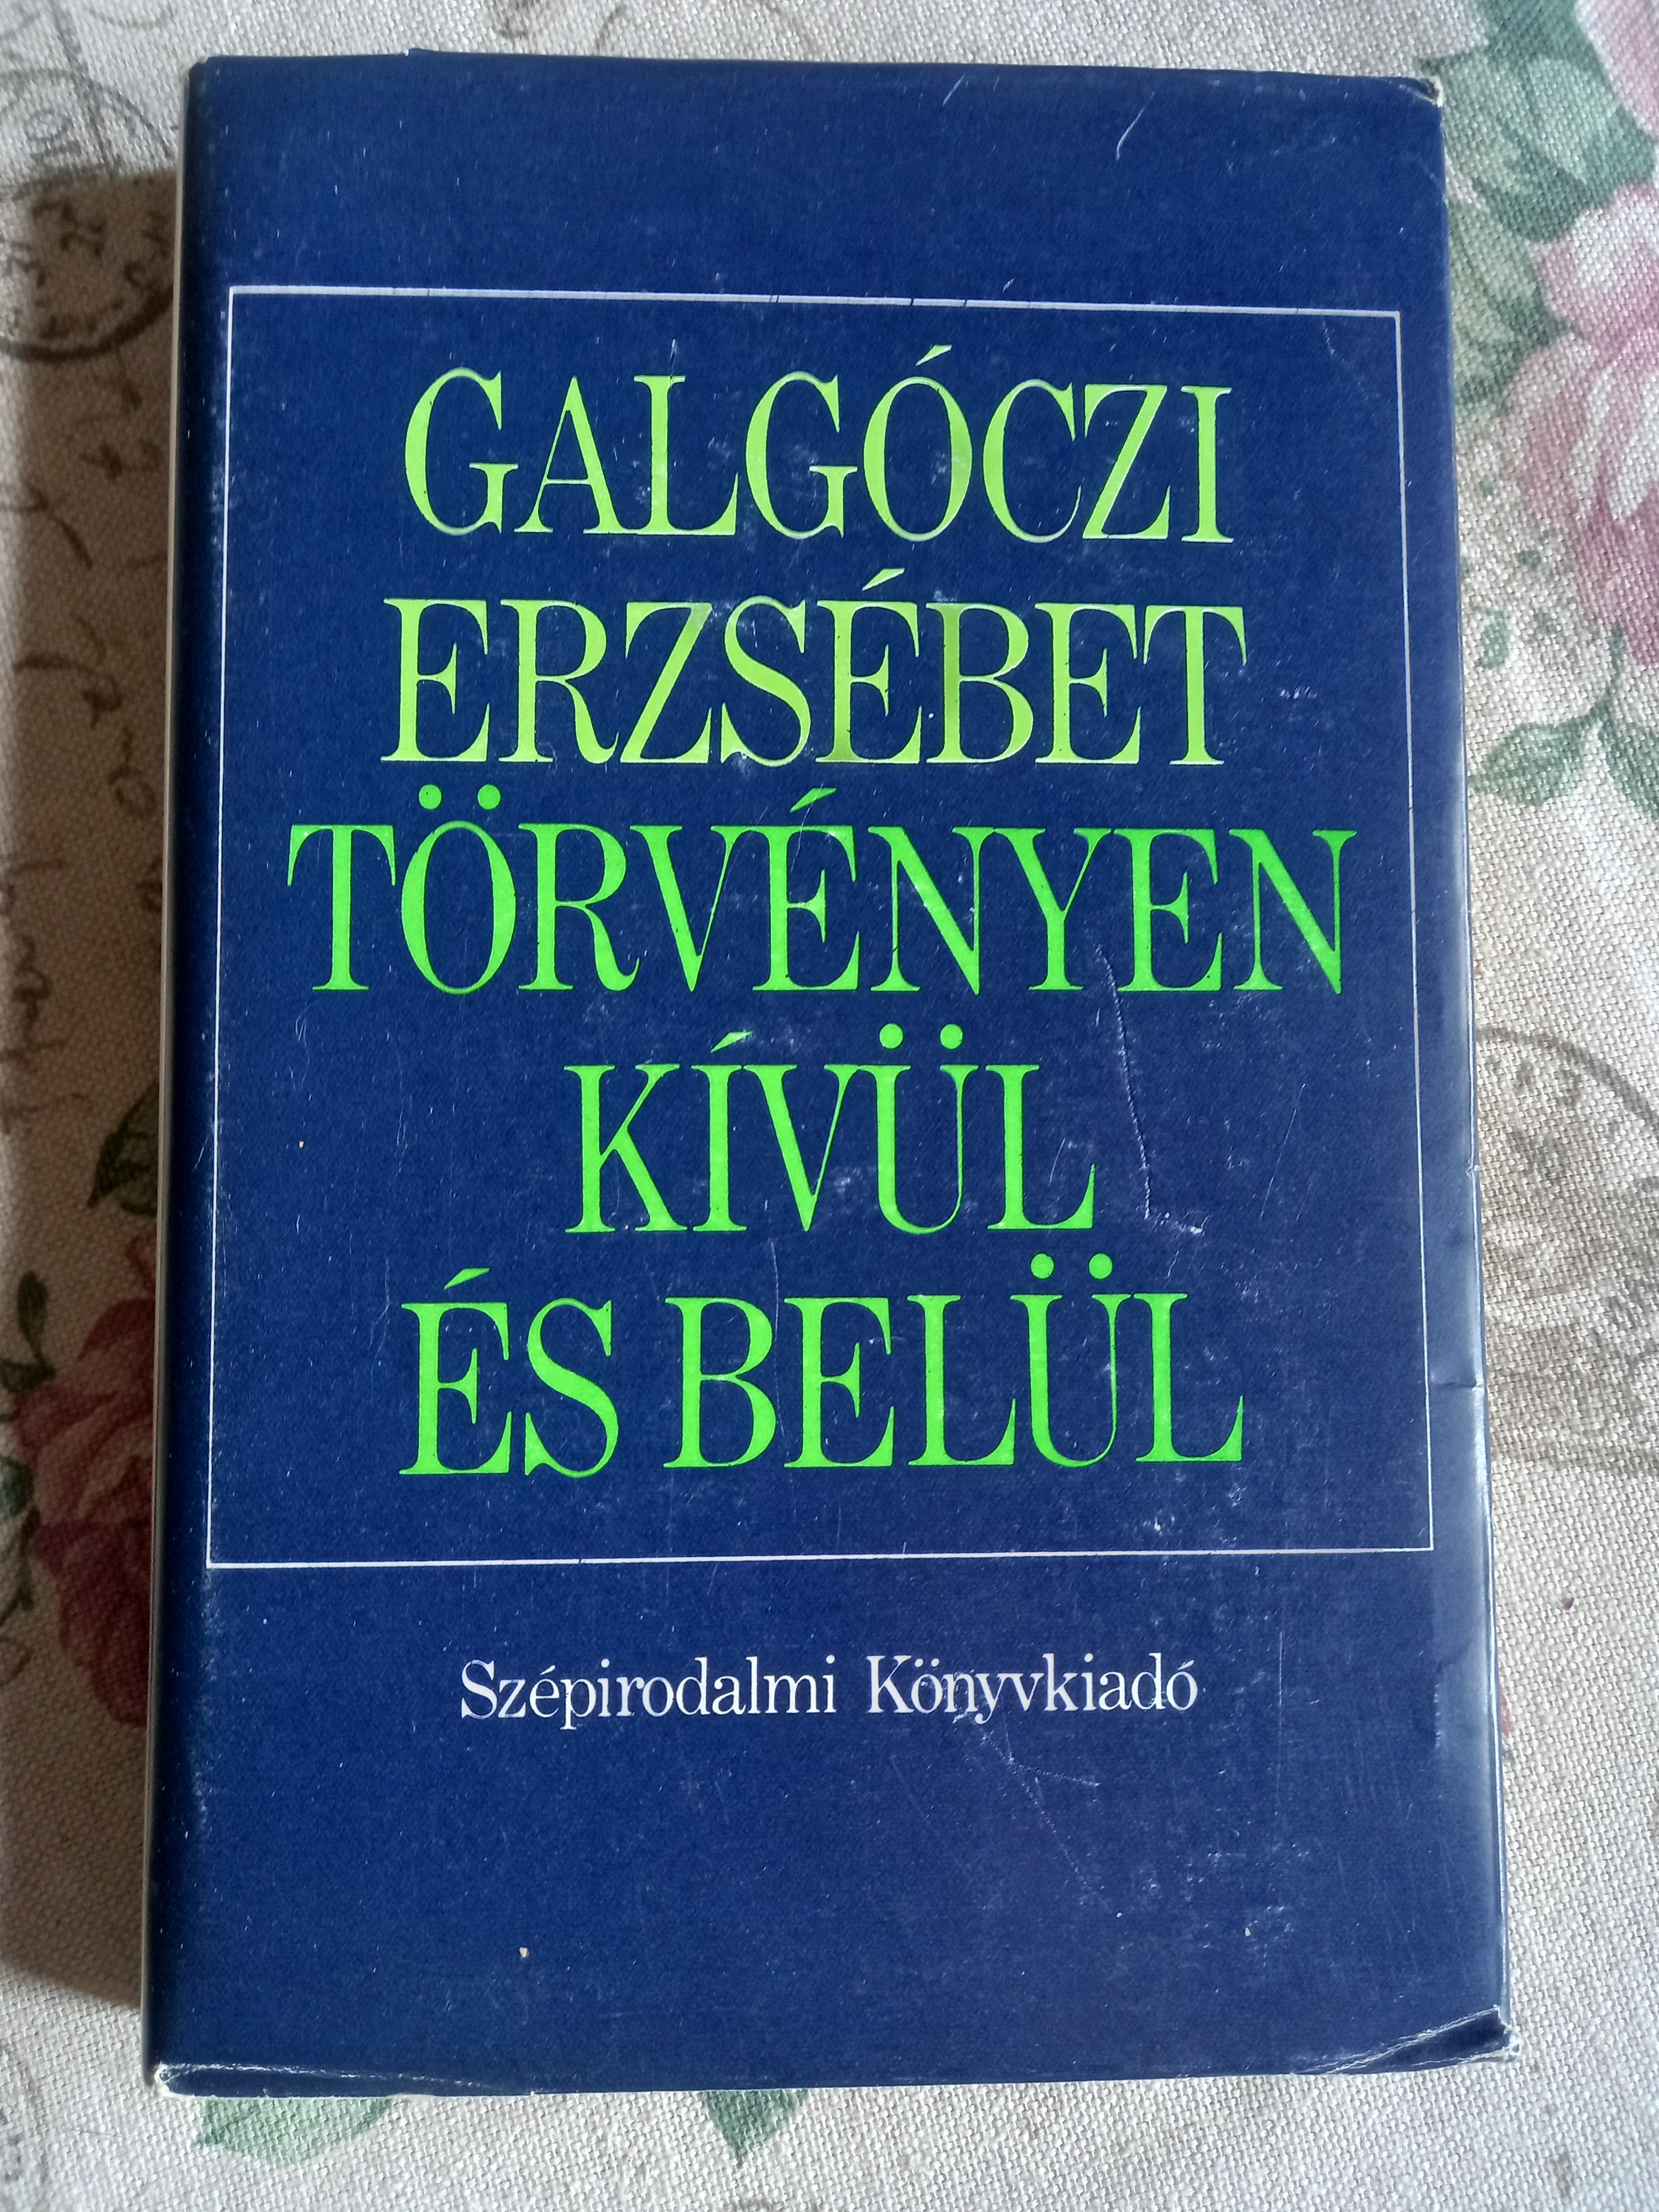 GALGÓCZI
ERZSÉBET
TÖRVÉNYEN
KÍVÜL
ÉS BELÜL
Szépirodalmi Könyvkiadó